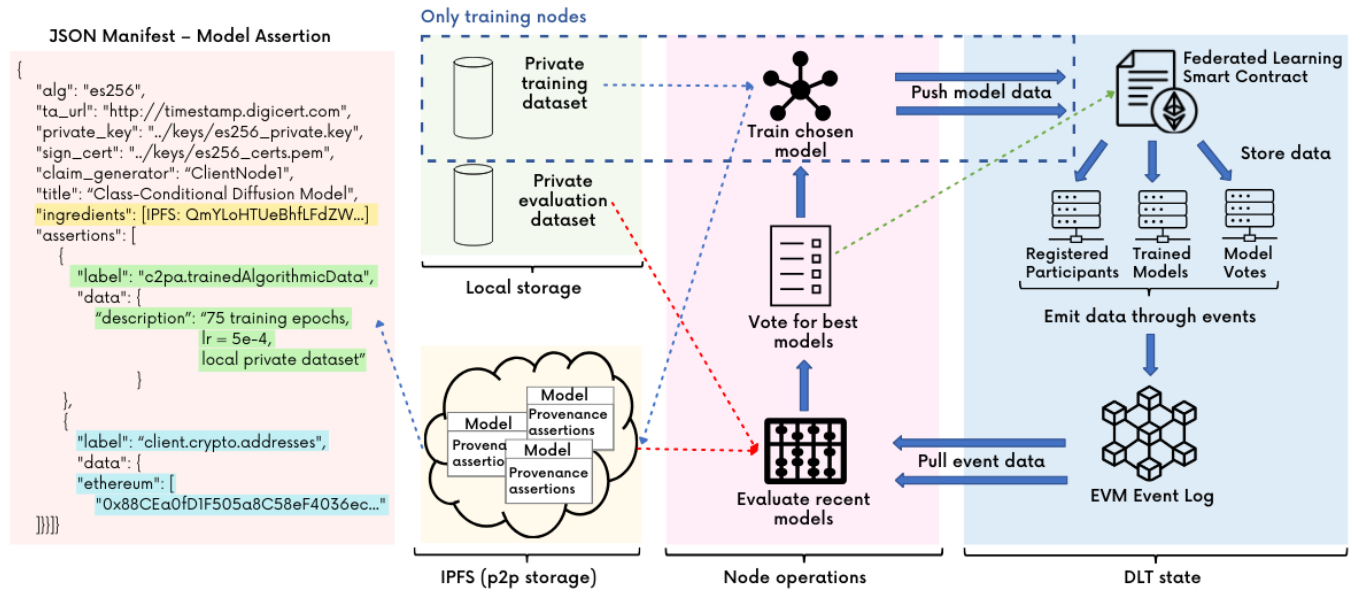 JSON Manifest – Model Assertion
{
"alg": "es256",
"ta_url": "http://timestamp.digicert.com",
"private_key": "../keys/es256_private.key",
"sign_cert": "../keys/es256_certs.pem",
"claim_generator": “ClientNode1”,
"title": “Class-Conditional Diffusion Model”,
"ingredients": [IPFS: QmYLoHTUeBhfLFdZW...]
"assertions": [
{
"label": "c2pa.trainedAlgorithmicData",
"data": {
“description”: “75 training epochs,
lr = 5e-4,
local private dataset”
}
},
{
"label": “client.crypto.addresses",
"data": {
"ethereum": [
"0x88CEa0fD1F505a8C58eF4036ec..."
]}}]}
Only training nodes
Private
training
dataset
Private
evaluation
dataset
Local storage
Model
Provenance
assertions
Model
Provena
assertio
Model
Provenance
assertions
IPFS (p2p storage)
Train chosen
model
Vote for best
models
Evaluate recent
models
Node operations
Push model data
Pull event data
Federated Learning
Smart Contract
Store data
Registered
Participants
Trained
Models
Model
Votes
Emit data through events
EVM Event Log
DLT state